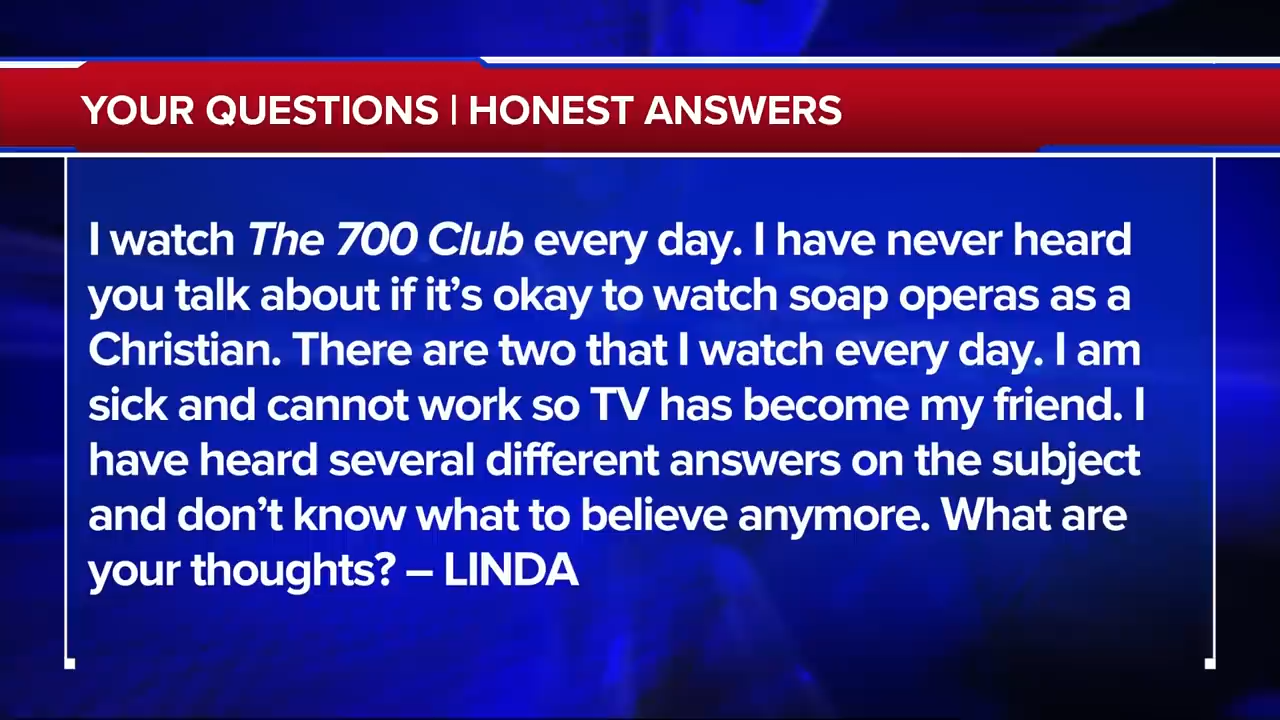 YOUR QUESTIONS | HONEST ANSWERS
I watch The 700 Club every day. I have never heard
you talk about if it’s okay to watch soap operas as a
Christian. There are two that I watch every day. I am
sick and cannot work so TV has become my friend. I
have heard several different answers on the subject
and don’t know what to believe anymore. What are
your thoughts? – LINDA